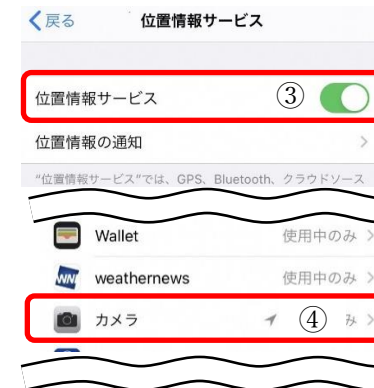 戻る 位置情報サービス
位置情報サービス ③
位置情報の通知
"位置情報サービス"では、GPS、Bluetooth、クラウドソース
Wallet 使用中のみ
WNI weathernews 使用中のみ
カメラ ④ み